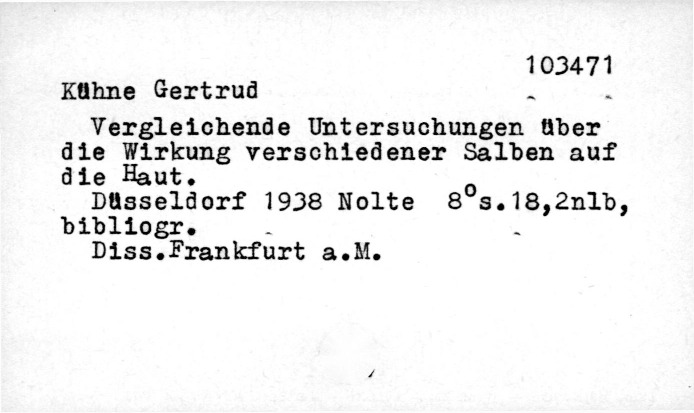 103471
Kühne Gertrud
Vergleichende Untersuchungen über
die Wirkung verschiedener Salben auf
die Haut.
Düsseldorf 1938 Nolte 8°s.18,2nlb,
bibliogr.
Diss.Frankfurt a.M.